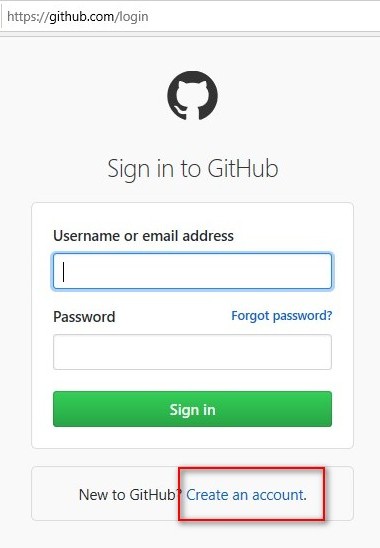 https://github.com/login
Sign in to GitHub
Username or email address
Password Forgot password?
Sign in
New to GitHub? Create an account.